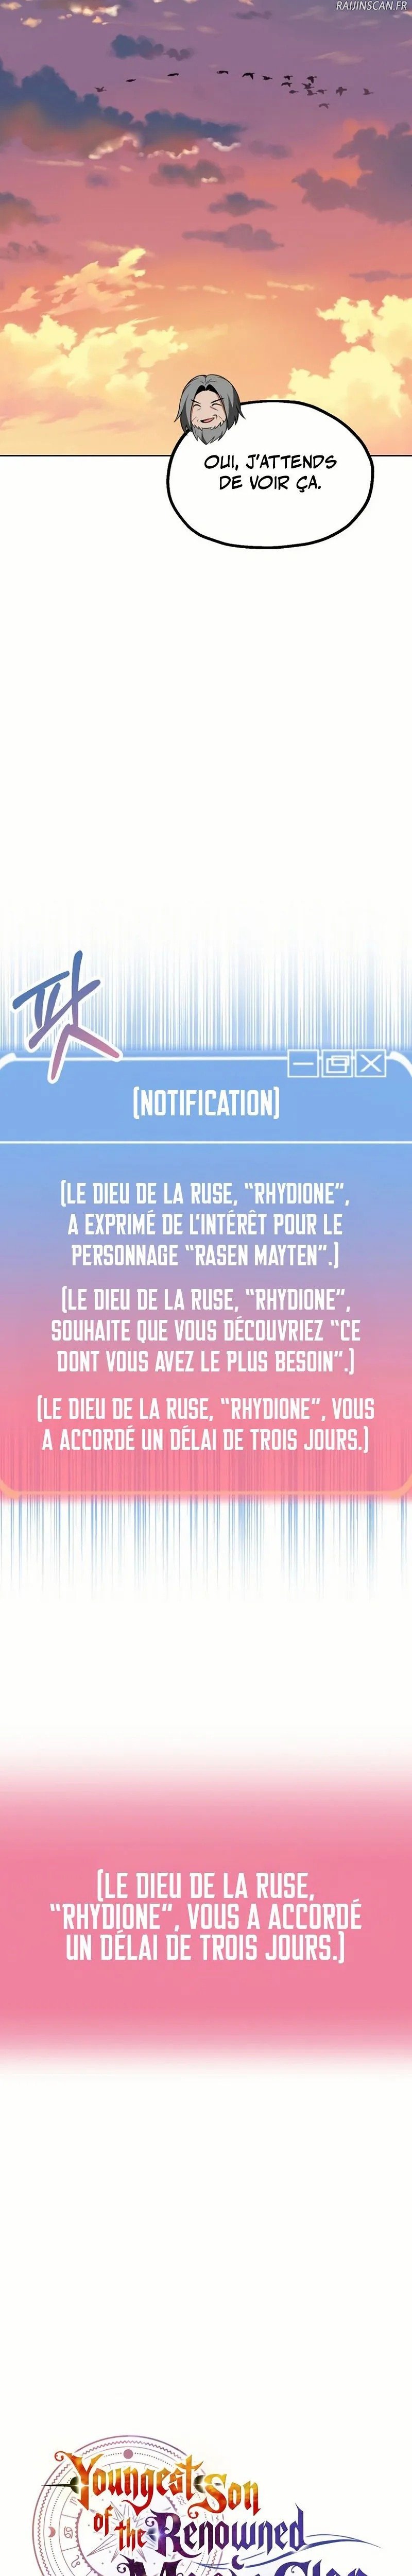 RAIJINSCAN.FR
OUI, J'ATTENDS
DE VOIR ÇA.
팟
(NOTIFICATION)
(LE DIEU DE LA RUSE, "RHYDIONE",
A EXPRIMÉ DE L'INTÉRÊT POUR LE
PERSONNAGE "RASEN MAYTEN".)
(LE DIEU DE LA RUSE, "RHYDIONE",
SOUHAITE QUE VOUS DÉCOUVRIEZ "CE
DONT VOUS AVEZ LE PLUS BESOIN".)
(LE DIEU DE LA RUSE, "RHYDIONE", VOUS
A ACCORDÉ UN DÉLAI DE TROIS JOURS.)
(LE DIEU DE LA RUSE,
"RHYDIONE", VOUS A ACCORDÉ
UN DÉLAI DE TROIS JOURS.)
Youngest Son
of the Renowned